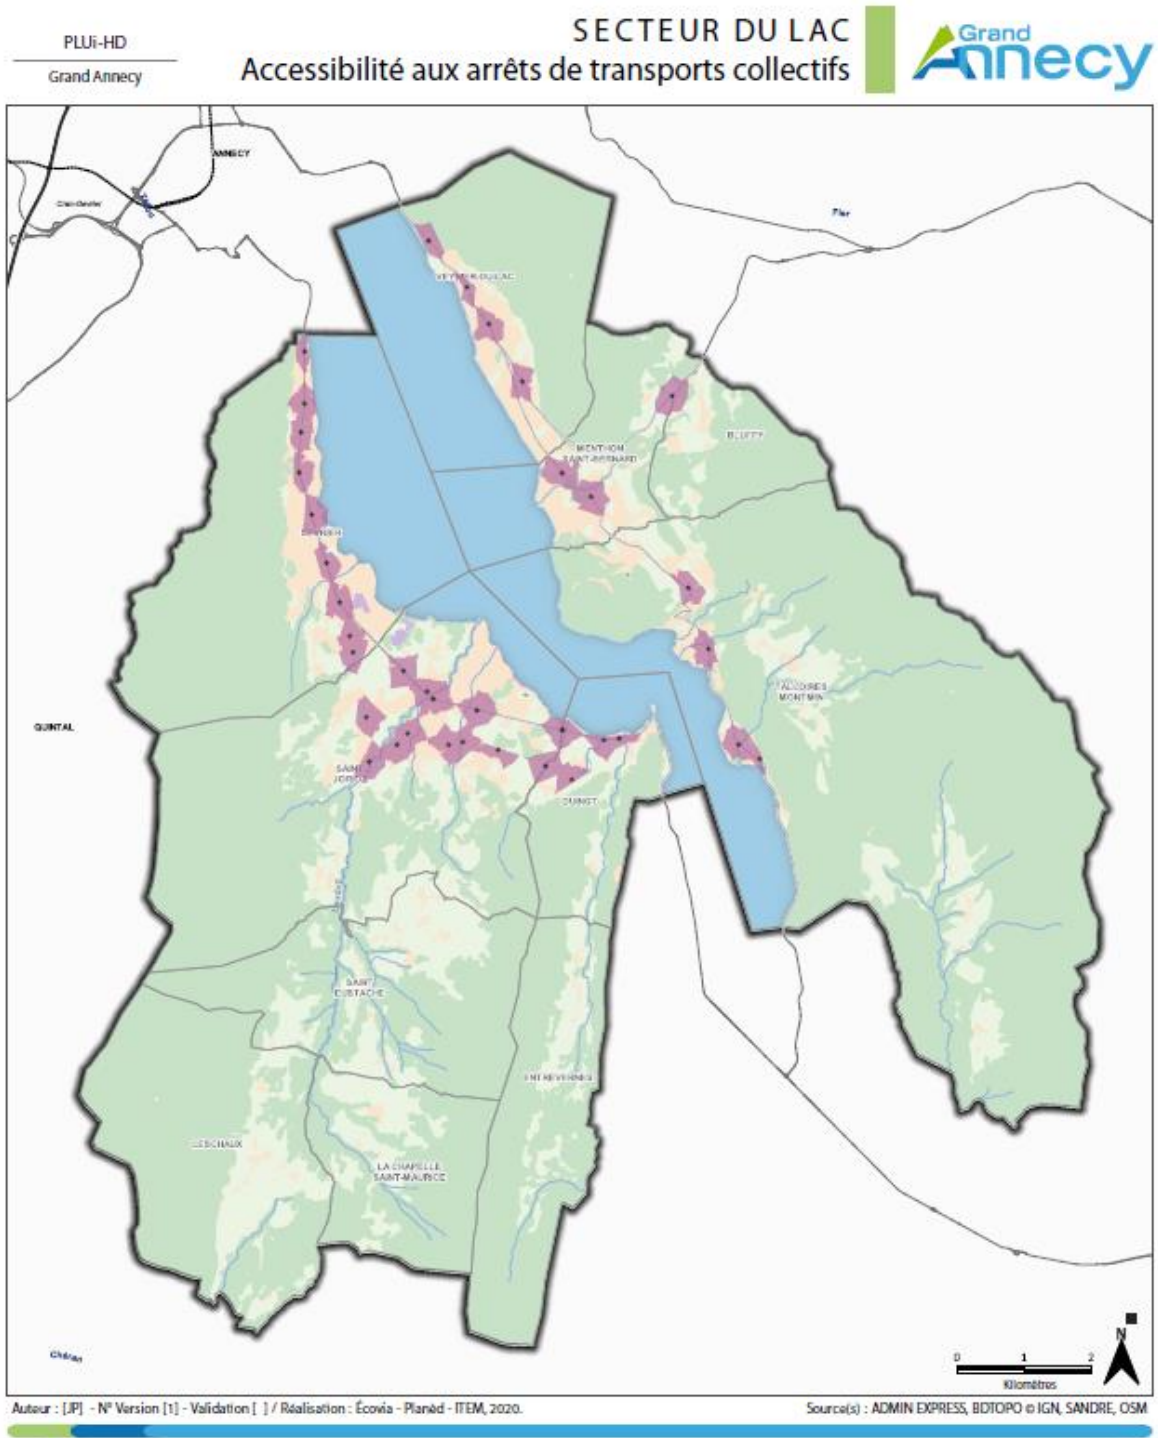 PLUi-HD
Grand Annecy
SECTEUR DU LAC
Accessibilité aux arrêts de transports collectifs
Grand
Annecy
ANNECY
Fier
VEYRIER-DU-LAC
MENTHON
SAINT-BERNARD
BLUFFY
TALLOIRES
MONTMIN
QUINTAL
SAINT
JORIOZ
DUINGT
SAINT
EUSTACHE
ENTREVERNES
LESCHAUX
LA CHAPELLE
SAINT-MAURICE
Chéran
N
0 1 2
Kilomètres
Auteur : [JP] - N° Version [1] - Validation [ ] / Réalisation : Écovia - Planèd - ITEM, 2020.
Source(s) : ADMIN EXPRESS, BDTOPO © IGN, SANDRE, OSM